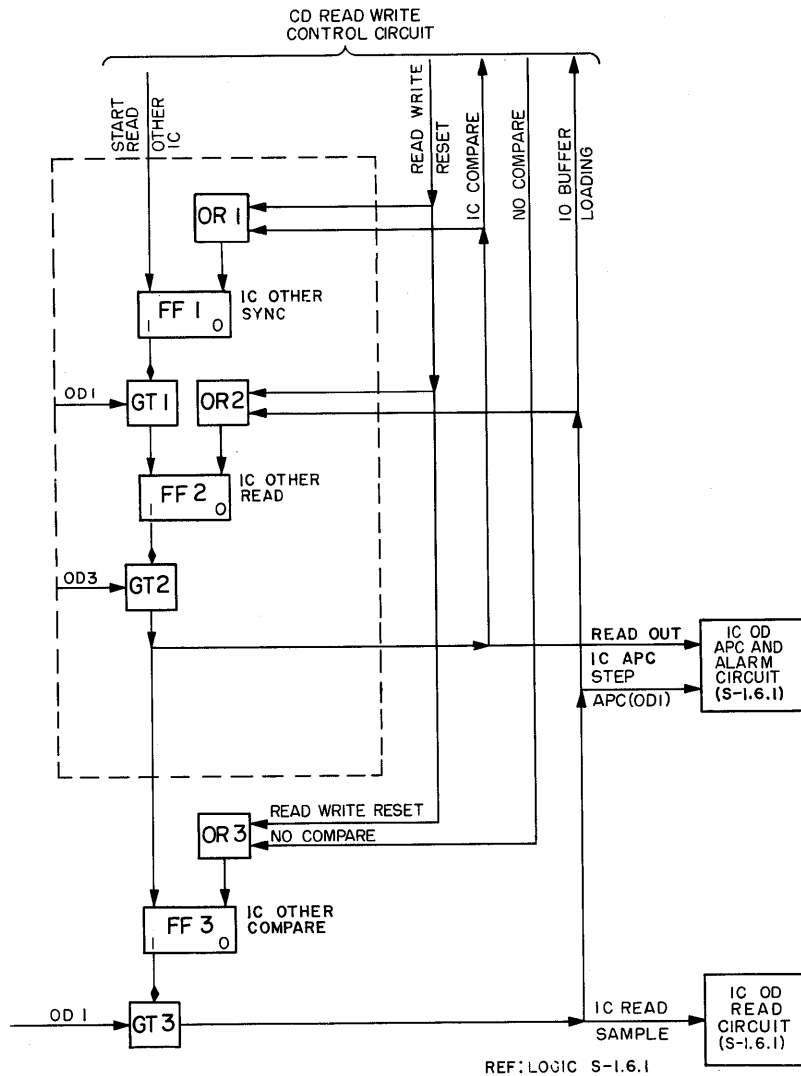 CD READ WRITE
CONTROL CIRCUIT
START
READ
OTHER
IC
READ WRITE
RESET
IC COMPARE
NO COMPARE
IO BUFFER
LOADING
OR 1
FF 1
1 0
IC OTHER
SYNC
OD1
GT1
OR2
FF 2
1 0
IC OTHER
READ
OD3
GT2
READ OUT
IC APC
STEP
APC(OD1)
IC OD
APC AND
ALARM
CIRCUIT
(S-1.6.1)
READ WRITE RESET
OR 3
NO COMPARE
FF 3
1 0
IC OTHER
COMPARE
OD 1
GT3
IC READ
SAMPLE
IC OD
READ
CIRCUIT
(S-1.6.1)
REF: LOGIC S-1.6.1